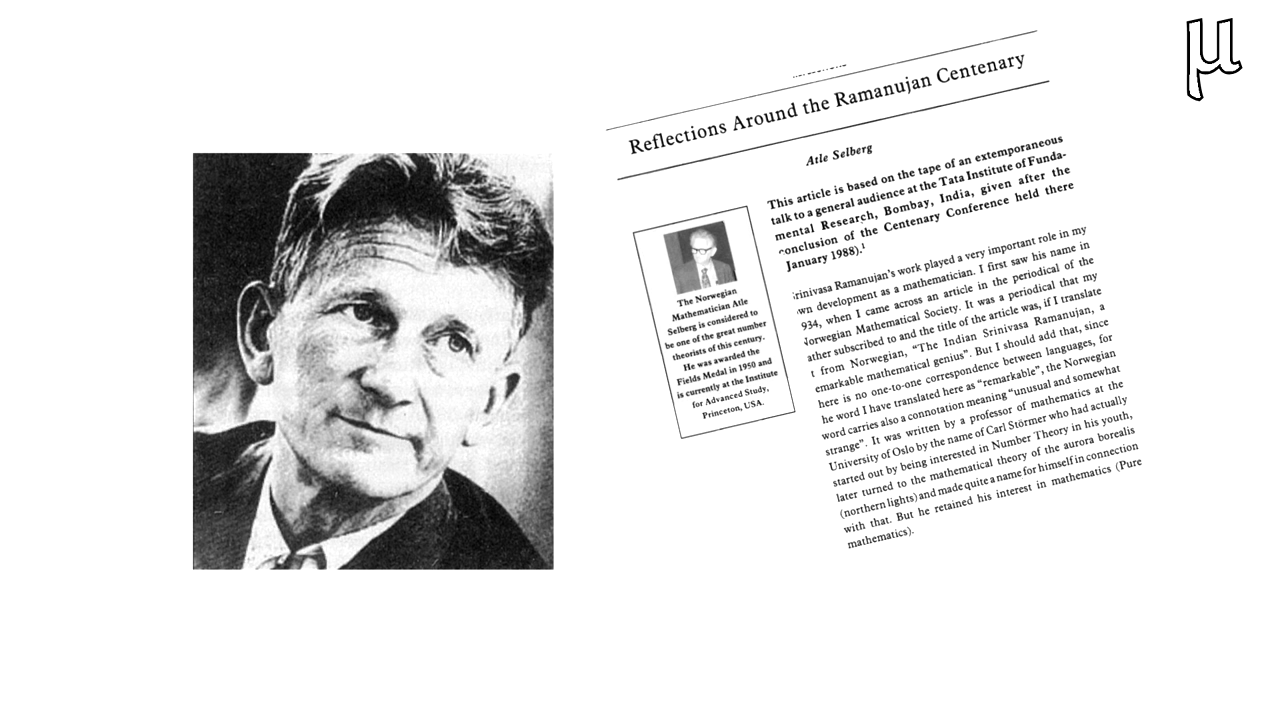 µ
Reflections Around the Ramanujan Centenary
Atle Selberg
This article is based on the tape of an extemporaneous
talk to a general audience at the Tata Institute of Funda-
mental Research, Bombay, India, given after the
conclusion of the Centenary Conference held there
January 1988).¹
The Norwegian
Mathematician Atle
Selberg is considered to
be one of the great number
theorists of this century.
He was awarded the
Fields Medal in 1950 and
is currently at the Institute
for Advanced Study,
Princeton, USA.
rinivasa Ramanujan's work played a very important role in my
wn development as a mathematician. I first saw his name in
934, when I came across an article in the periodical of the
Norwegian Mathematical Society. It was a periodical that my
ather subscribed to and the title of the article was, if I translate
t from Norwegian, “The Indian Srinivasa Ramanujan, a
emarkable mathematical genius”. But I should add that, since
here is no one-to-one correspondence between languages, for
he word I have translated here as “remarkable”, the Norwegian
word carries also a connotation meaning “unusual and somewhat
strange”. It was written by a professor of mathematics at the
University of Oslo by the name of Carl Störmer who had actually
started out by being interested in Number Theory in his youth,
later turned to the mathematical theory of the aurora borealis
(northern lights) and made quite a name for himself in connection
with that. But he retained his interest in mathematics (Pure
mathematics).